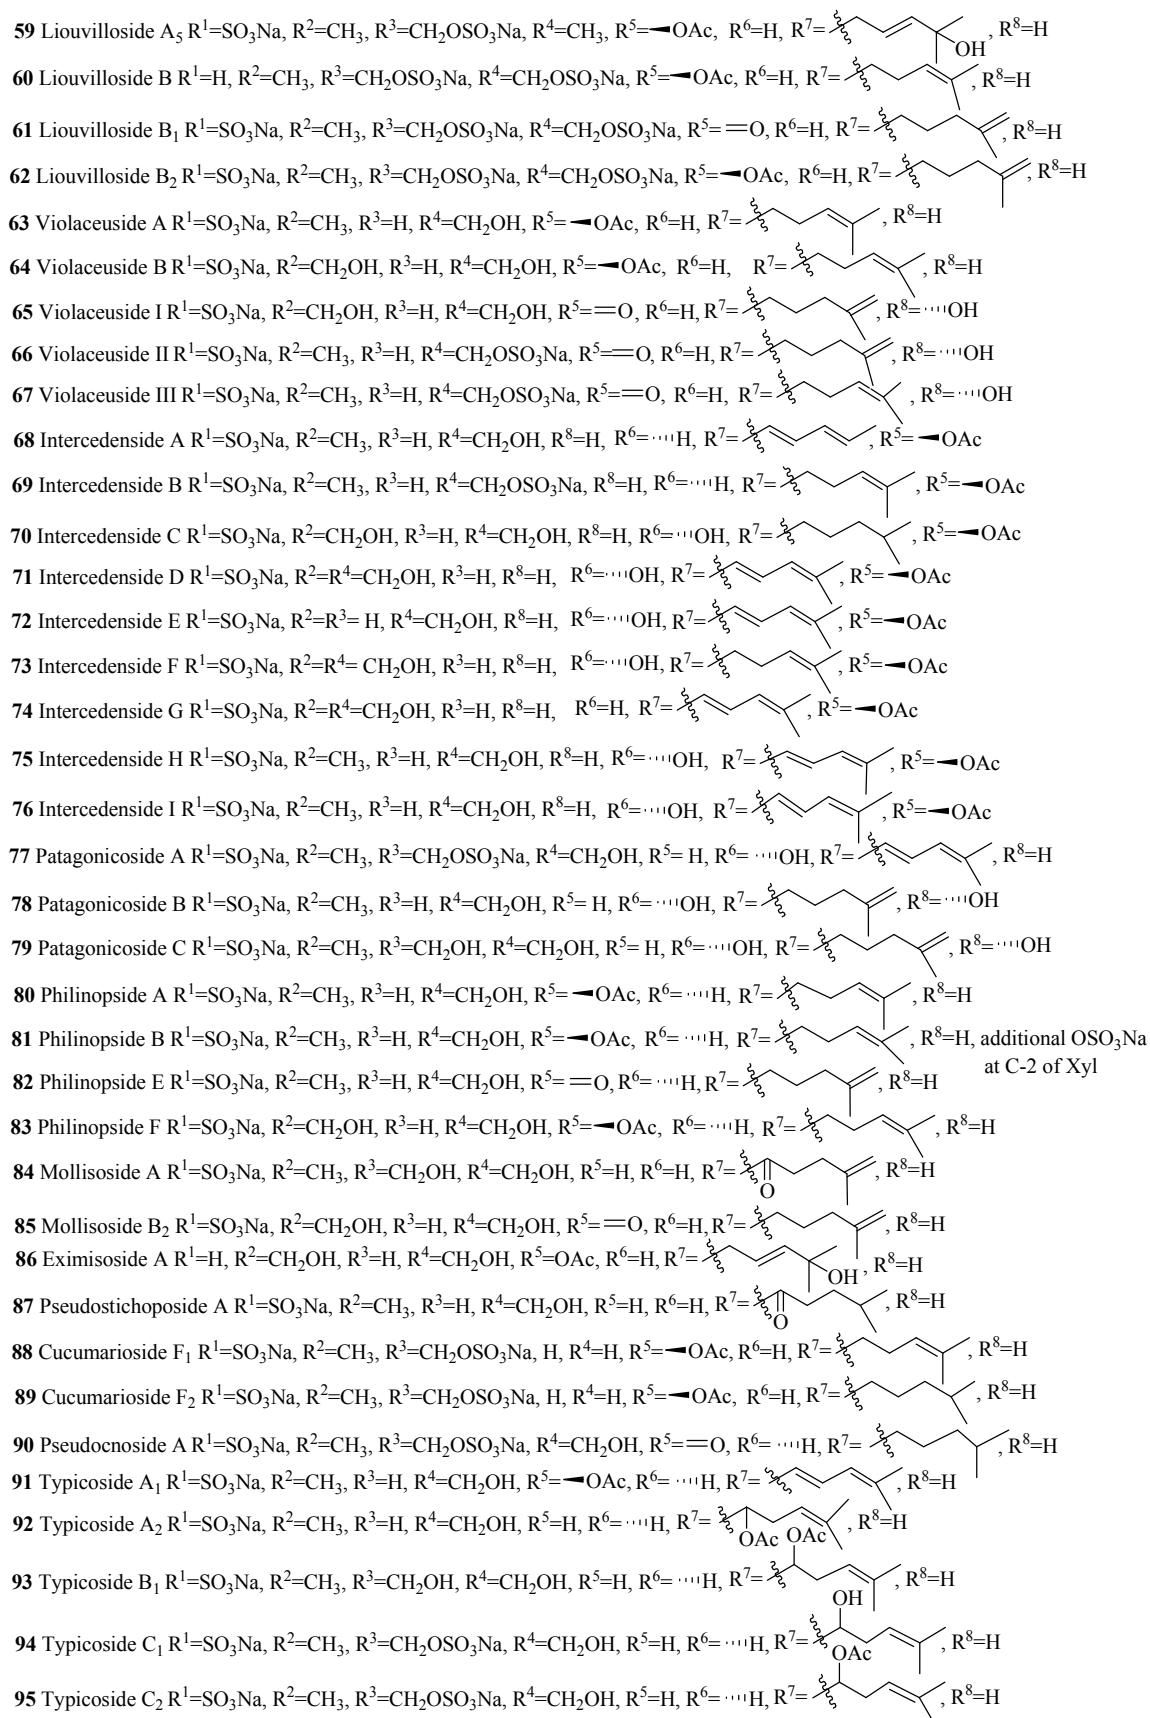 59 Liouvilloside A₅ R¹=SO₃Na, R²=CH₃, R³=CH₂OSO₃Na, R⁴=CH₃, R⁵= OAc, R⁶=H, R⁷= OH , R⁸=H
60 Liouvilloside B R¹=H, R²=CH₃, R³=CH₂OSO₃Na, R⁴=CH₂OSO₃Na, R⁵= OAc, R⁶=H, R⁷= , R⁸=H
61 Liouvilloside B₁ R¹=SO₃Na, R²=CH₃, R³=CH₂OSO₃Na, R⁴=CH₂OSO₃Na, R⁵= =O, R⁶=H, R⁷= , R⁸=H
62 Liouvilloside B₂ R¹=SO₃Na, R²=CH₃, R³=CH₂OSO₃Na, R⁴=CH₂OSO₃Na, R⁵= OAc, R⁶=H, R⁷= , R⁸=H
63 Violaceuside A R¹=SO₃Na, R²=CH₃, R³=H, R⁴=CH₂OH, R⁵= OAc, R⁶=H, R⁷= , R⁸=H
64 Violaceuside B R¹=SO₃Na, R²=CH₂OH, R³=H, R⁴=CH₂OH, R⁵= OAc, R⁶=H, R⁷= , R⁸=H
65 Violaceuside I R¹=SO₃Na, R²=CH₂OH, R³=H, R⁴=CH₂OH, R⁵= =O, R⁶=H, R⁷= , R⁸= OH
66 Violaceuside II R¹=SO₃Na, R²=CH₃, R³=H, R⁴=CH₂OSO₃Na, R⁵= =O, R⁶=H, R⁷= , R⁸= OH
67 Violaceuside III R¹=SO₃Na, R²=CH₃, R³=H, R⁴=CH₂OSO₃Na, R⁵= =O, R⁶=H, R⁷= , R⁸= OH
68 Intercedenside A R¹=SO₃Na, R²=CH₃, R³=H, R⁴=CH₂OH, R⁸=H, R⁶= H, R⁷= , R⁵= OAc
69 Intercedenside B R¹=SO₃Na, R²=CH₃, R³=H, R⁴=CH₂OSO₃Na, R⁸=H, R⁶= H, R⁷= , R⁵= OAc
70 Intercedenside C R¹=SO₃Na, R²=CH₂OH, R³=H, R⁴=CH₂OH, R⁸=H, R⁶= OH, R⁷= , R⁵= OAc
71 Intercedenside D R¹=SO₃Na, R²=R⁴=CH₂OH, R³=H, R⁸=H, R⁶= OH, R⁷= , R⁵= OAc
72 Intercedenside E R¹=SO₃Na, R²=R³= H, R⁴=CH₂OH, R⁸=H, R⁶= OH, R⁷= , R⁵= OAc
73 Intercedenside F R¹=SO₃Na, R²=R⁴= CH₂OH, R³=H, R⁸=H, R⁶= OH, R⁷= , R⁵= OAc
74 Intercedenside G R¹=SO₃Na, R²=R⁴=CH₂OH, R³=H, R⁸=H, R⁶=H, R⁷= , R⁵= OAc
75 Intercedenside H R¹=SO₃Na, R²=CH₃, R³=H, R⁴=CH₂OH, R⁸=H, R⁶= OH, R⁷= , R⁵= OAc
76 Intercedenside I R¹=SO₃Na, R²=CH₃, R³=H, R⁴=CH₂OH, R⁸=H, R⁶= OH, R⁷= , R⁵= OAc
77 Patagonicoside A R¹=SO₃Na, R²=CH₃, R³=CH₂OSO₃Na, R⁴=CH₂OH, R⁵= H, R⁶= OH, R⁷= , R⁸=H
78 Patagonicoside B R¹=SO₃Na, R²=CH₃, R³=H, R⁴=CH₂OH, R⁵= H, R⁶= OH, R⁷= , R⁸= OH
79 Patagonicoside C R¹=SO₃Na, R²=CH₃, R³=CH₂OH, R⁴=CH₂OH, R⁵= H, R⁶= OH, R⁷= , R⁸= OH
80 Philinopside A R¹=SO₃Na, R²=CH₃, R³=H, R⁴=CH₂OH, R⁵= OAc, R⁶= H, R⁷= , R⁸=H
81 Philinopside B R¹=SO₃Na, R²=CH₃, R³=H, R⁴=CH₂OH, R⁵= OAc, R⁶= H, R⁷= , R⁸=H, additional OSO₃Na
at C-2 of Xyl
82 Philinopside E R¹=SO₃Na, R²=CH₃, R³=H, R⁴=CH₂OH, R⁵= =O, R⁶= H, R⁷= , R⁸=H
83 Philinopside F R¹=SO₃Na, R²=CH₂OH, R³=H, R⁴=CH₂OH, R⁵= OAc, R⁶= H, R⁷= , R⁸=H
84 Mollisoside A R¹=SO₃Na, R²=CH₃, R³=CH₂OH, R⁴=CH₂OH, R⁵=H, R⁶=H, R⁷= O , R⁸=H
85 Mollisoside B₂ R¹=SO₃Na, R²=CH₂OH, R³=H, R⁴=CH₂OH, R⁵= =O, R⁶=H, R⁷= , R⁸=H
86 Eximisoside A R¹=H, R²=CH₂OH, R³=H, R⁴=CH₂OH, R⁵=OAc, R⁶=H, R⁷= OH , R⁸=H
87 Pseudostichoposide A R¹=SO₃Na, R²=CH₃, R³=H, R⁴=CH₂OH, R⁵=H, R⁶=H, R⁷= O , R⁸=H
88 Cucumarioside F₁ R¹=SO₃Na, R²=CH₃, R³=CH₂OSO₃Na, H, R⁴=H, R⁵= OAc, R⁶=H, R⁷= , R⁸=H
89 Cucumarioside F₂ R¹=SO₃Na, R²=CH₃, R³=CH₂OSO₃Na, H, R⁴=H, R⁵= OAc, R⁶=H, R⁷= , R⁸=H
90 Pseudocnoside A R¹=SO₃Na, R²=CH₃, R³=CH₂OSO₃Na, R⁴=CH₂OH, R⁵= =O, R⁶= H, R⁷= , R⁸=H
91 Typicoside A₁ R¹=SO₃Na, R²=CH₃, R³=H, R⁴=CH₂OH, R⁵= OAc, R⁶= H, R⁷= , R⁸=H
92 Typicoside A₂ R¹=SO₃Na, R²=CH₃, R³=H, R⁴=CH₂OH, R⁵=H, R⁶= H, R⁷= OAc , R⁸=H
OAc
93 Typicoside B₁ R¹=SO₃Na, R²=CH₃, R³=CH₂OH, R⁴=CH₂OH, R⁵=H, R⁶= H, R⁷= , R⁸=H
OH
94 Typicoside C₁ R¹=SO₃Na, R²=CH₃, R³=CH₂OSO₃Na, R⁴=CH₂OH, R⁵=H, R⁶= H, R⁷= , R⁸=H
OAc
95 Typicoside C₂ R¹=SO₃Na, R²=CH₃, R³=CH₂OSO₃Na, R⁴=CH₂OH, R⁵=H, R⁶= H, R⁷= , R⁸=H